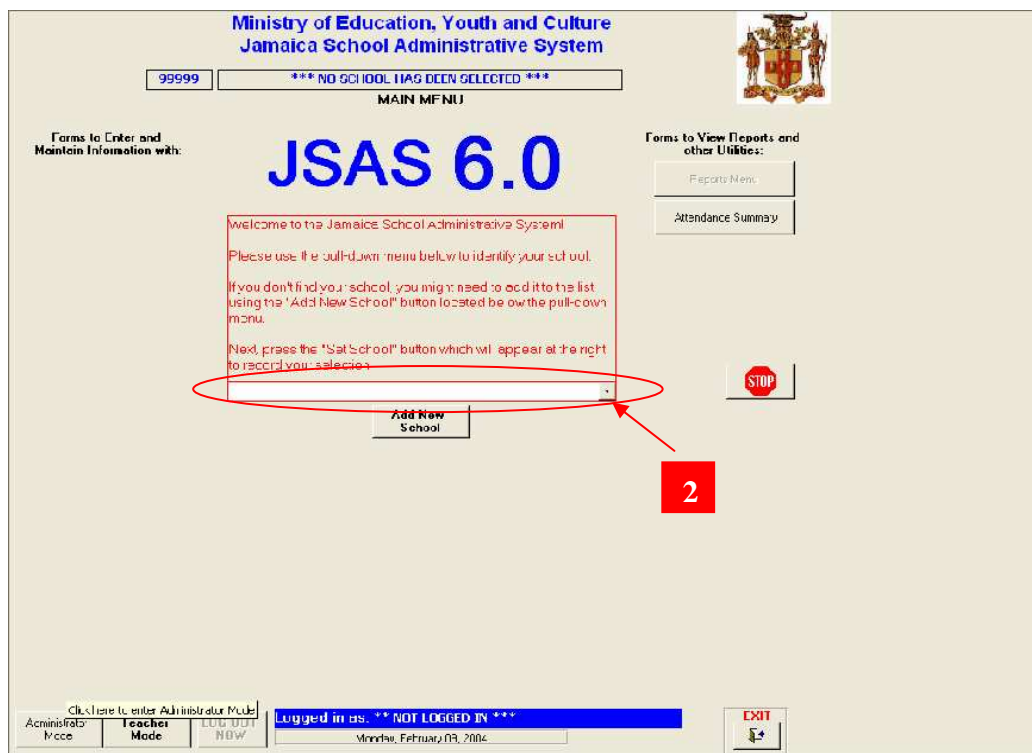 Ministry of Education, Youth and Culture
Jamaica School Administrative System
99999
*** NO SCHOOL HAS BEEN SELECTED ***
MAIN MENU
Forms to Enter and
Maintain Information with:
JSAS 6.0
Forms to View Reports and
other Utilities:
Reports Menu
Attendance Summary
Welcome to the Jamaica School Administrative System!
Please use the pull-down menu below to identify your school.
If you don't find your school, you might need to add it to the list
using the "Add New School" button located below the pull-down
menu.
Next, press the "Set School" button which will appear at the right
to record your selection
STOP
Add New
School
2
Click here to enter Administrator Mode
Administrator
Mode
Teacher
Mode
LOG OUT
NOW
Logged in as: ** NOT LOGGED IN ***
Monday, February 09, 2004
EXIT